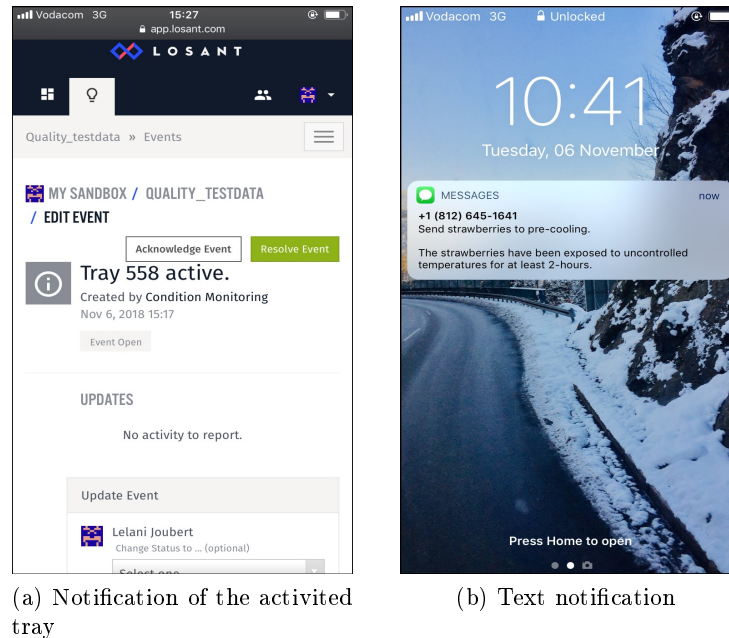 Vodacom 3G 15:27
app.losant.com
LOSANT
Quality_testdata » Events
MY SANDBOX / QUALITY_TESTDATA
/ EDIT EVENT
Acknowledge Event Resolve Event
Tray 558 active.
Created by Condition Monitoring
Nov 6, 2018 15:17
Event Open
UPDATES
No activity to report.
Update Event
Lelani Joubert
Change Status to ... (optional)
Select one
(a) Notification of the activited
tray
Vodacom 3G Unlocked
10:41
Tuesday, 06 November
MESSAGES now
+1 (812) 645-1641
Send strawberries to pre-cooling.
The strawberries have been exposed to uncontrolled
temperatures for at least 2-hours.
Press Home to open
(b) Text notification